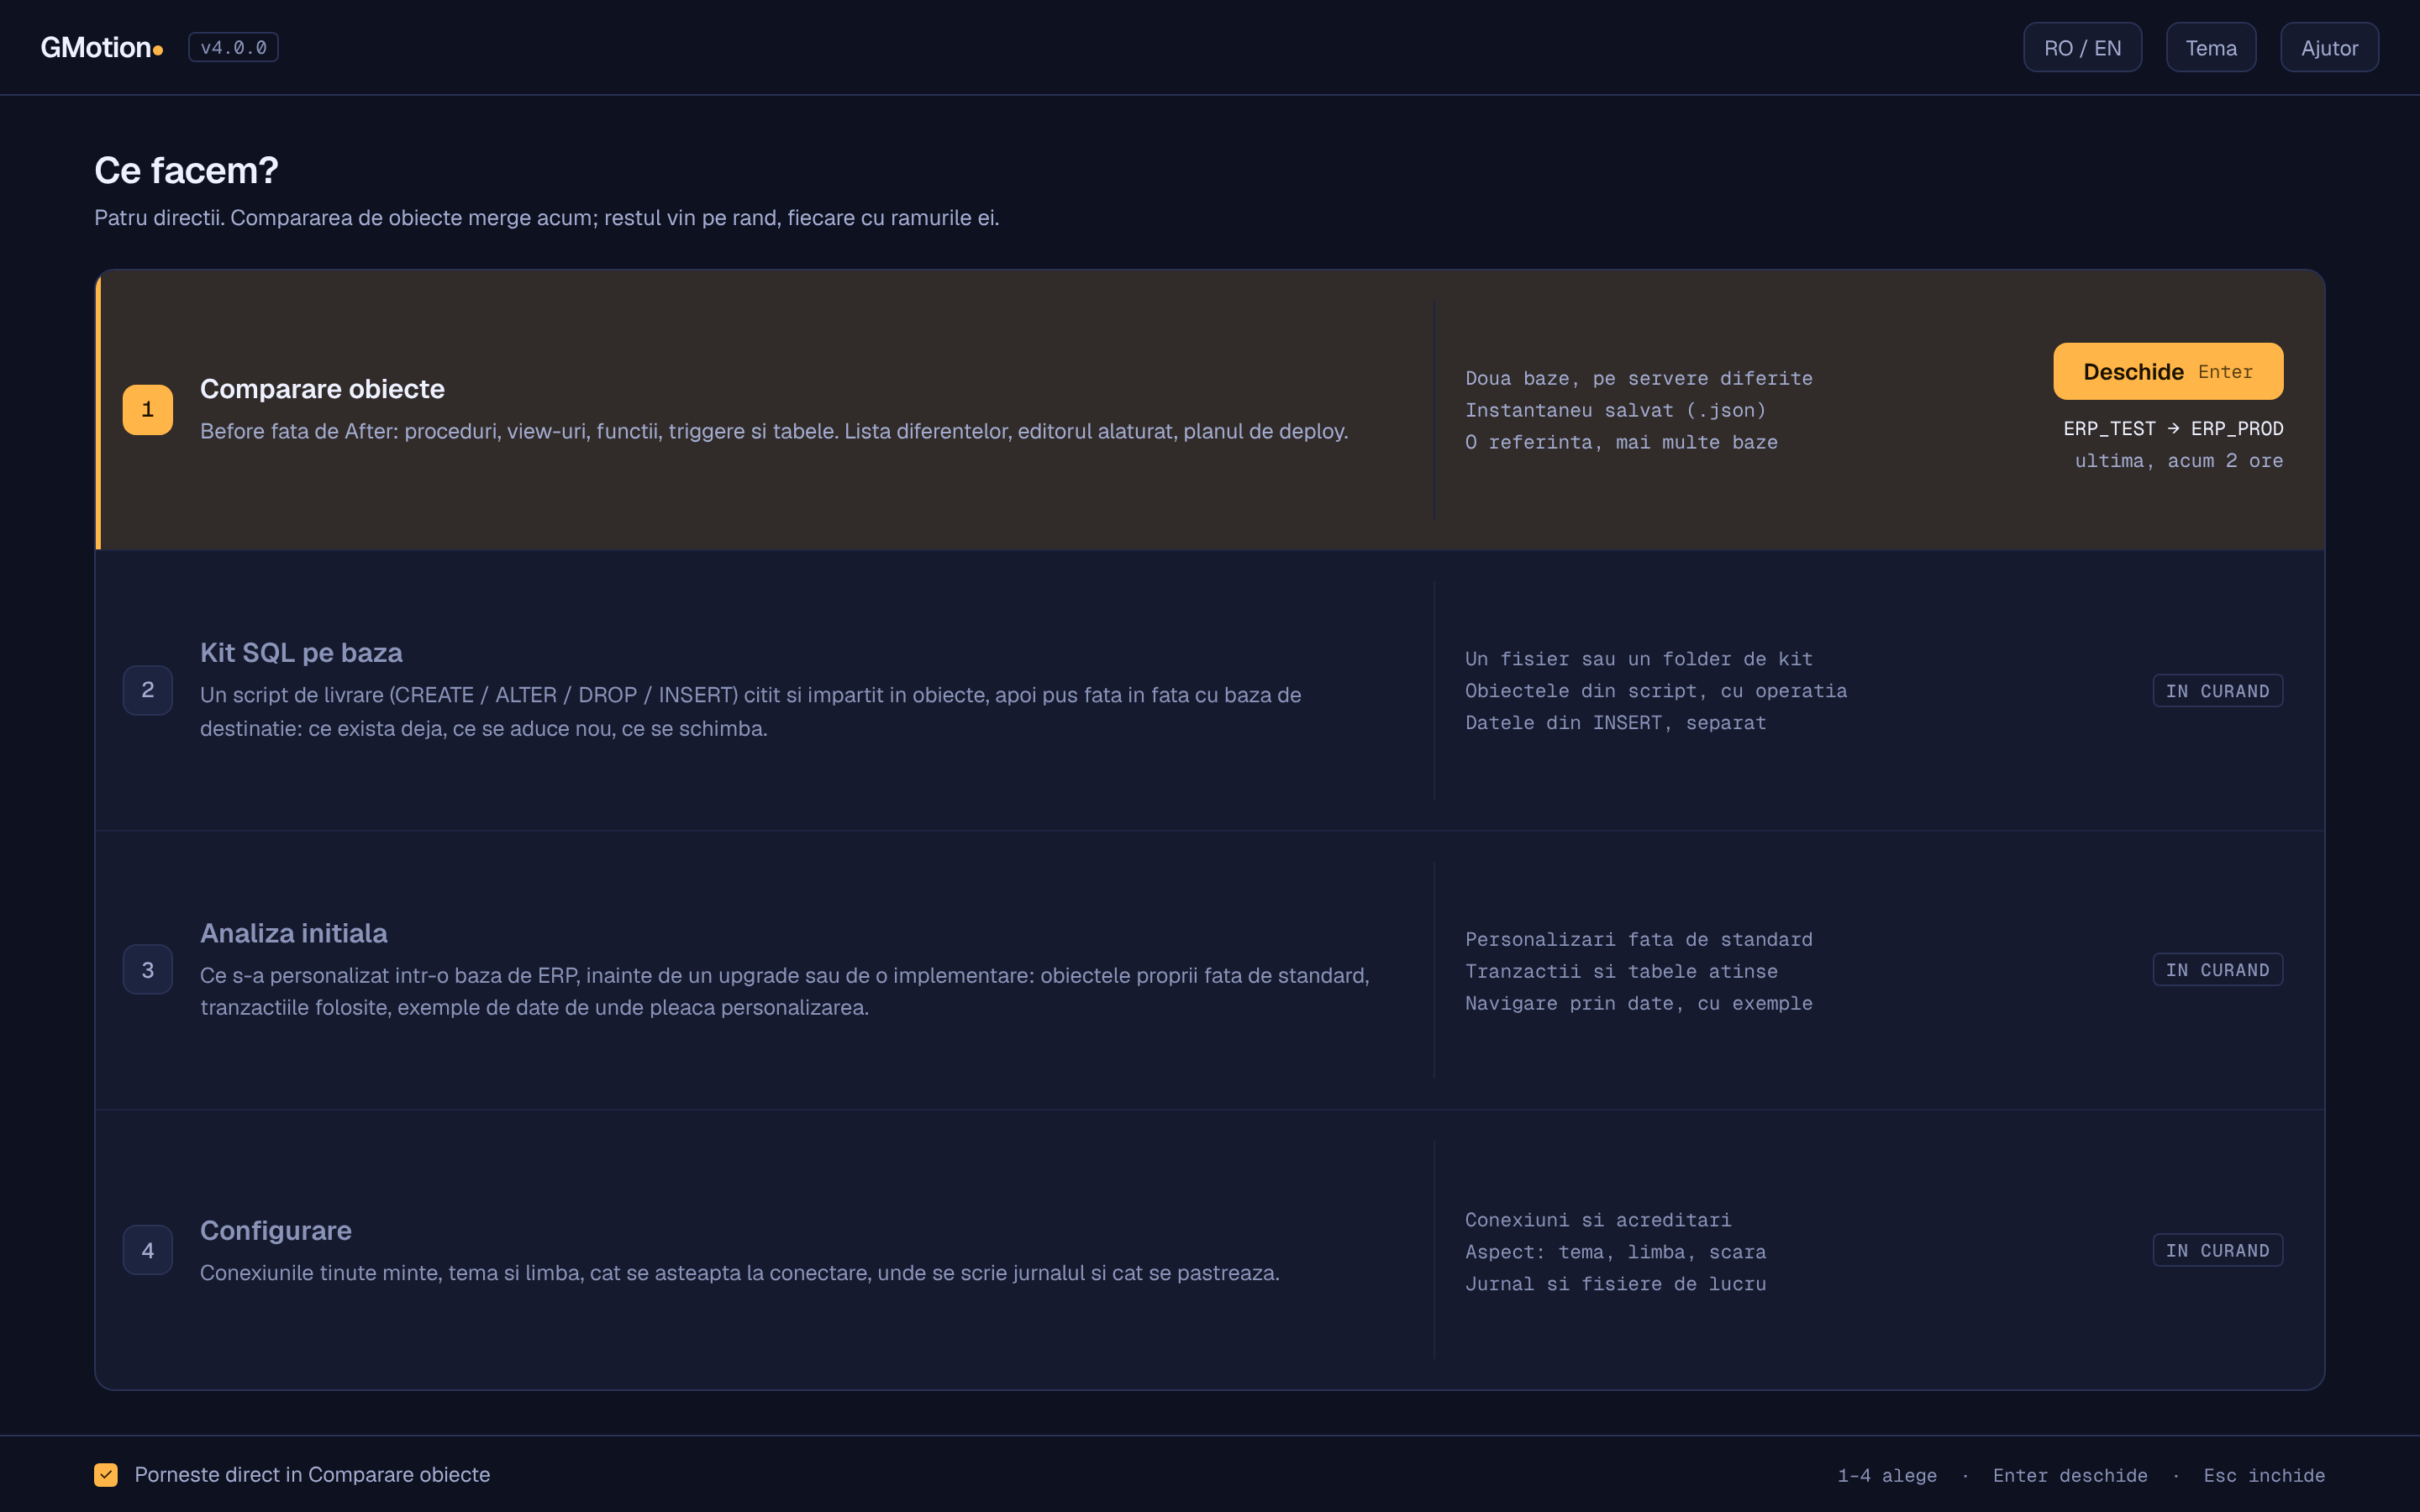 GMotion
v4.0.0
RO / EN
Tema
Ajutor
Ce facem?
Patru directii. Compararea de obiecte merge acum; restul vin pe rand, fiecare cu ramurile ei.
1
Comparare obiecte
Before fata de After: proceduri, view-uri, functii, triggere si tabele. Lista diferentelor, editorul alaturat, planul de deploy.
Doua baze, pe servere diferite
Instantaneu salvat (.json)
O referinta, mai multe baze
Deschide Enter
ERP_TEST → ERP_PROD
ultima, acum 2 ore
2
Kit SQL pe baza
Un script de livrare (CREATE / ALTER / DROP / INSERT) citit si impartit in obiecte, apoi pus fata in fata cu baza de
destinatie: ce exista deja, ce se aduce nou, ce se schimba.
Un fisier sau un folder de kit
Obiectele din script, cu operatia
Datele din INSERT, separat
IN CURAND
3
Analiza initiala
Ce s-a personalizat intr-o baza de ERP, inainte de un upgrade sau de o implementare: obiectele proprii fata de standard,
tranzactiile folosite, exemple de date de unde pleaca personalizarea.
Personalizari fata de standard
Tranzactii si tabele atinse
Navigare prin date, cu exemple
IN CURAND
4
Configurare
Conexiunile tinute minte, tema si limba, cat se asteapta la conectare, unde se scrie jurnalul si cat se pastreaza.
Conexiuni si acreditari
Aspect: tema, limba, scara
Jurnal si fisiere de lucru
IN CURAND
Porneste direct in Comparare obiecte
1-4 alege · Enter deschide · Esc inchide